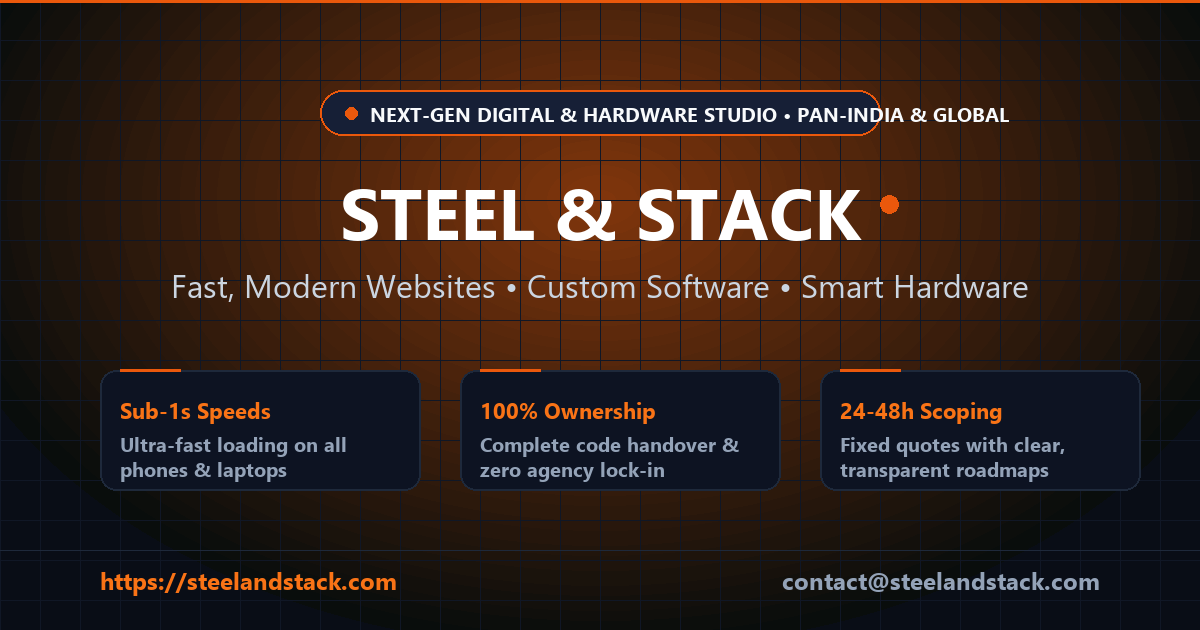 NEXT-GEN DIGITAL & HARDWARE STUDIO • PAN-INDIA & GLOBAL
STEEL & STACK
Fast, Modern Websites • Custom Software • Smart Hardware
Sub-1s Speeds
Ultra-fast loading on all
phones & laptops
100% Ownership
Complete code handover &
zero agency lock-in
24-48h Scoping
Fixed quotes with clear,
transparent roadmaps
https://steelandstack.com
contact@steelandstack.com